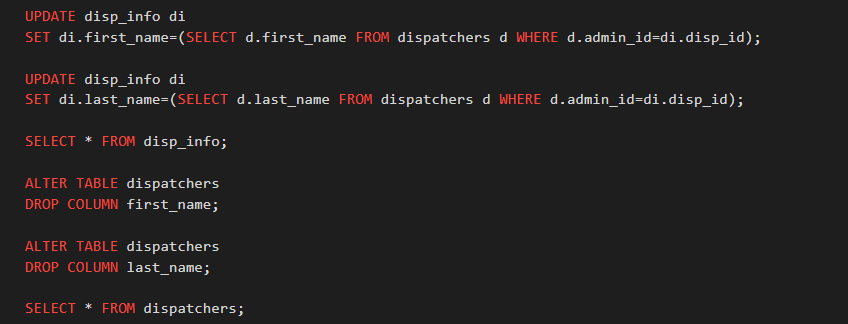 UPDATE disp_info di
SET di.first_name=(SELECT d.first_name FROM dispatchers d WHERE d.admin_id=di.disp_id);
UPDATE disp_info di
SET di.last_name=(SELECT d.last_name FROM dispatchers d WHERE d.admin_id=di.disp_id);
SELECT * FROM disp_info;
ALTER TABLE dispatchers
DROP COLUMN first_name;
ALTER TABLE dispatchers
DROP COLUMN last_name;
SELECT * FROM dispatchers;